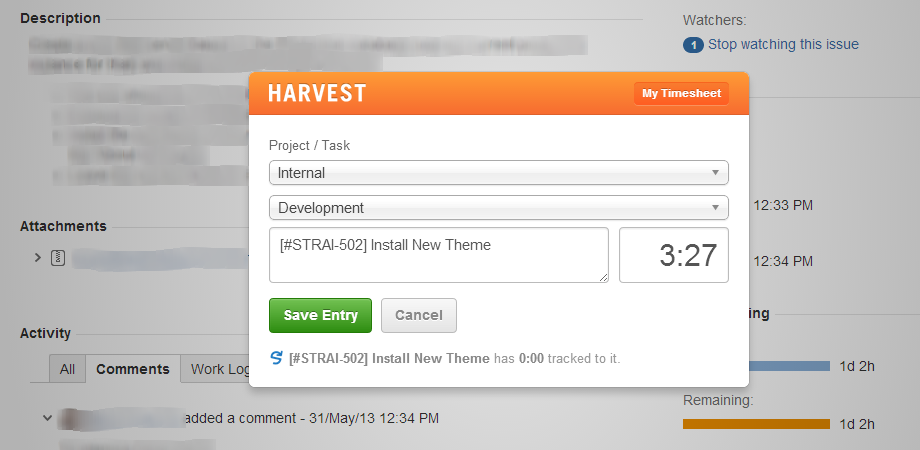 Description
Watchers:
1 Stop watching this issue
HARVEST
My Timesheet
Project / Task
Internal
Development
[#STRAI-502] Install New Theme
3:27
Save Entry
Cancel
[#STRAI-502] Install New Theme has 0:00 tracked to it.
12:33 PM
Attachments
12:34 PM
ing
Activity
All
Comments
Work Log
1d 2h
Remaining:
1d 2h
added a comment - 31/May/13 12:34 PM